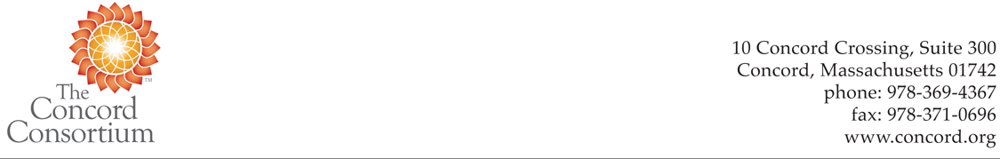 The
Concord
Consortium
TM
10 Concord Crossing, Suite 300
Concord, Massachusetts 01742
phone: 978-369-4367
fax: 978-371-0696
www.concord.org